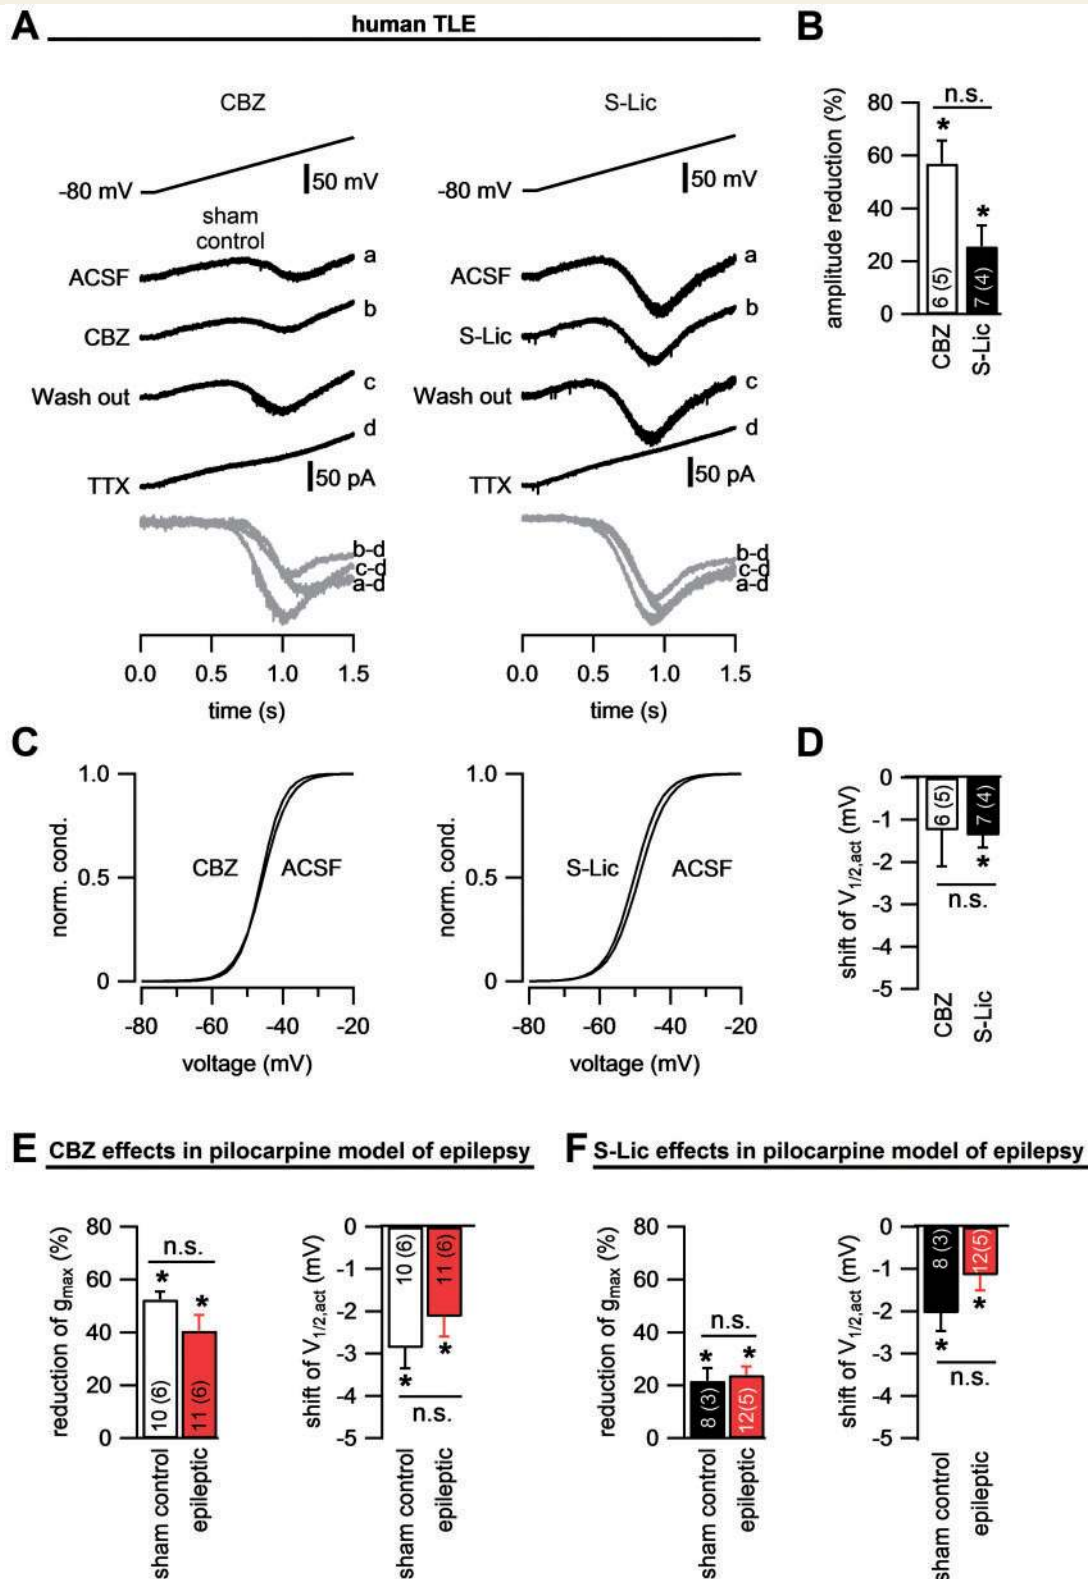 A
human TLE
CBZ
-80 mV
50 mV
sham
control
ACSF
a
CBZ
b
Wash out
c
TTX
d
50 pA
b-d
c-d
a-d
0.0 0.5 1.0 1.5
time (s)
S-Lic
-80 mV
50 mV
ACSF
a
S-Lic
b
Wash out
c
TTX
d
50 pA
b-d
c-d
a-d
0.0 0.5 1.0 1.5
time (s)
B
amplitude reduction (%)
80
60
40
20
0
n.s.
*
*
6 (5)
7 (4)
CBZ
S-Lic
C
norm. cond.
1.0
0.5
0
CBZ ACSF
-80 -60 -40 -20
voltage (mV)
norm. cond.
1.0
0.5
0
S-Lic ACSF
-80 -60 -40 -20
voltage (mV)
D
shift of V1/2,act (mV)
0
-1
-2
-3
-4
-5
6 (5)
7 (4)
*
n.s.
CBZ
S-Lic
E CBZ effects in pilocarpine model of epilepsy
reduction of gmax (%)
80
60
40
20
0
n.s.
*
*
10 (6)
11 (6)
sham control
epileptic
shift of V1/2,act (mV)
0
-1
-2
-3
-4
-5
10 (6)
11 (6)
*
*
n.s.
sham control
epileptic
F S-Lic effects in pilocarpine model of epilepsy
reduction of gmax (%)
80
60
40
20
0
n.s.
*
*
8 (3)
12(5)
sham control
epileptic
shift of V1/2,act (mV)
0
-1
-2
-3
-4
-5
8 (3)
12(5)
*
*
n.s.
sham control
epileptic